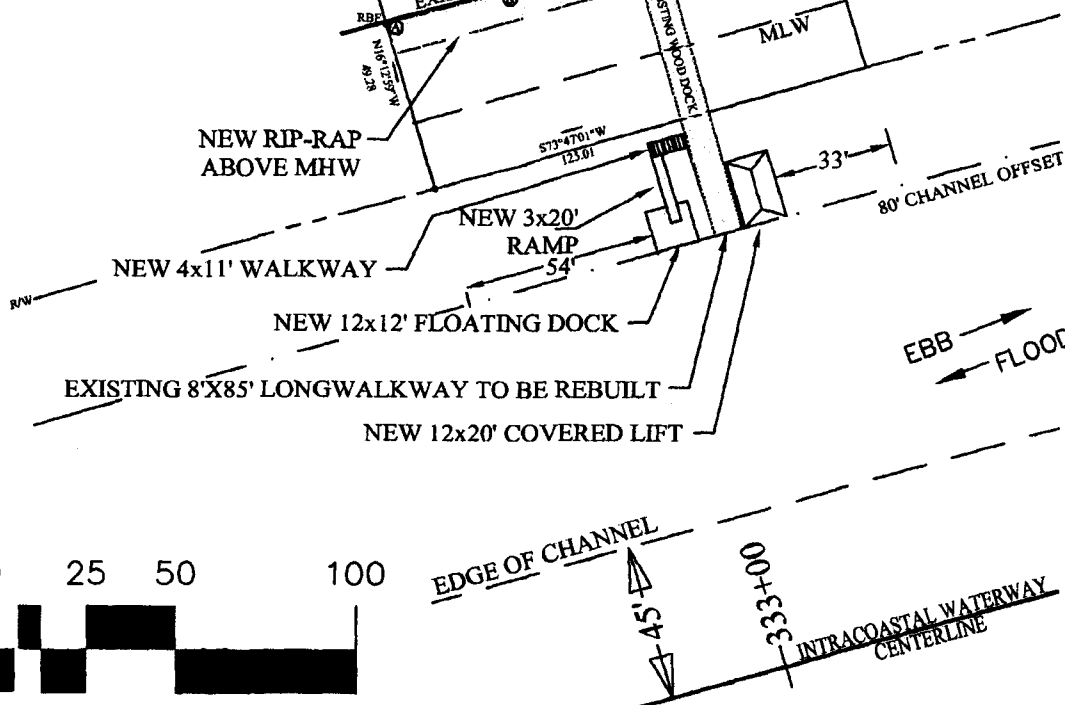 RBF
A
N16°12'59"W
49.28
EXISTING WOOD DOCK
MLW
NEW RIP-RAP
ABOVE MHW
S73°47'01"W
123.01
33'
80' CHANNEL OFFSET
NEW 3x20'
RAMP
54'
NEW 4x11' WALKWAY
R/W
NEW 12x12' FLOATING DOCK
EBB
FLOOD
EXISTING 8'X85' LONGWALKWAY TO BE REBUILT
NEW 12x20' COVERED LIFT
EDGE OF CHANNEL
25 50 100
45'
333+00
INTRACOASTAL WATERWAY
CENTERLINE